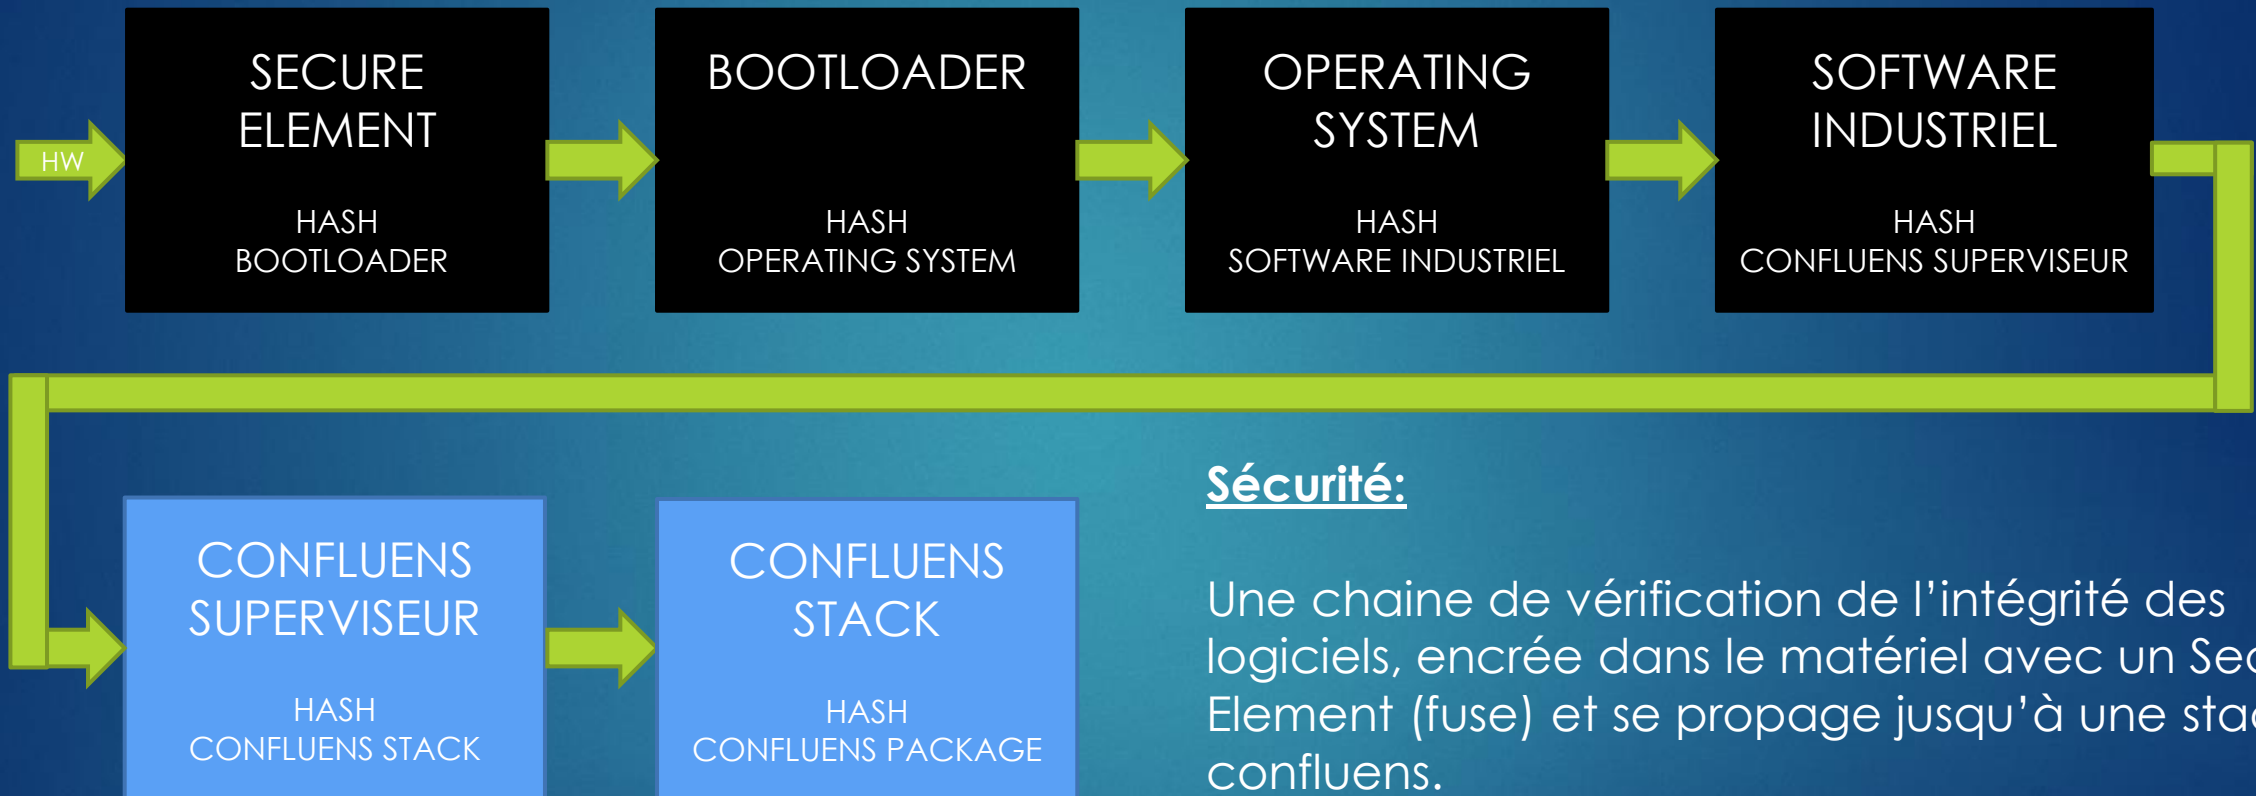 HW
SECURE
ELEMENT
HASH
BOOTLOADER
BOOTLOADER
HASH
OPERATING SYSTEM
OPERATING
SYSTEM
HASH
SOFTWARE INDUSTRIEL
SOFTWARE
INDUSTRIEL
HASH
CONFLUENS SUPERVISEUR
CONFLUENS
SUPERVISEUR
HASH
CONFLUENS STACK
CONFLUENS
STACK
HASH
CONFLUENS PACKAGE
Sécurité:
Une chaine de vérification de l’intégrité des
logiciels, encrée dans le matériel avec un
Element (fuse) et se propage jusqu’à une
confluens.